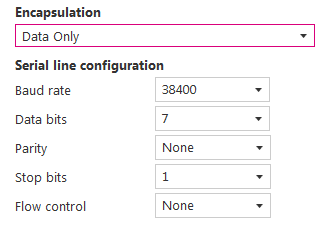 Encapsulation
Data Only
Serial line configuration
Baud rate 38400
Data bits 7
Parity None
Stop bits 1
Flow control None